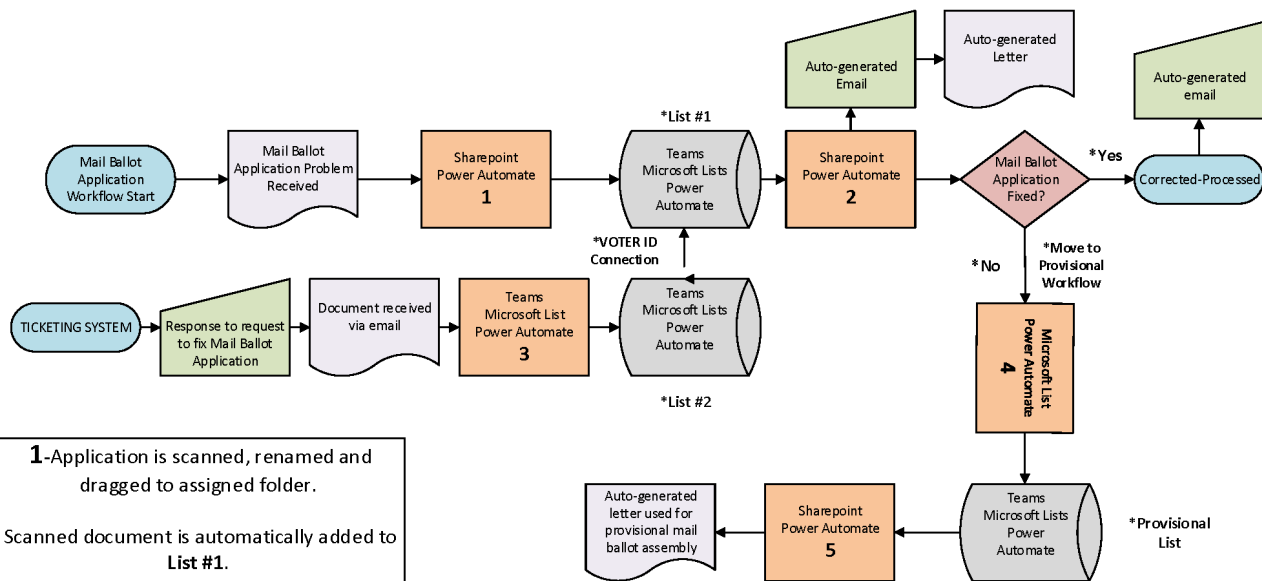 Auto-generated
Email
Auto-generated
Letter
Auto-generated
email
*List #1
Mail Ballot
Application
Workflow Start
Mail Ballot
Application Problem
Received
Sharepoint
Power Automate
1
Teams
Microsoft Lists
Power
Automate
Sharepoint
Power Automate
2
Mail Ballot
Application
Fixed?
*Yes
Corrected-Processed
*VOTER ID
Connection
*No
*Move to
Provisional
Workflow
TICKETING SYSTEM
Response to request
to fix Mail Ballot
Application
Document received
via email
Teams
Microsoft List
Power Automate
3
Teams
Microsoft Lists
Power
Automate
*List #2
Microsoft List
Power Automate
4
1-Application is scanned, renamed and
dragged to assigned folder.
Scanned document is automatically added to
List #1.
Auto-generated
letter used for
provisional mail
ballot assembly
Sharepoint
Power Automate
5
Teams
Microsoft Lists
Power
Automate
*Provisional
List